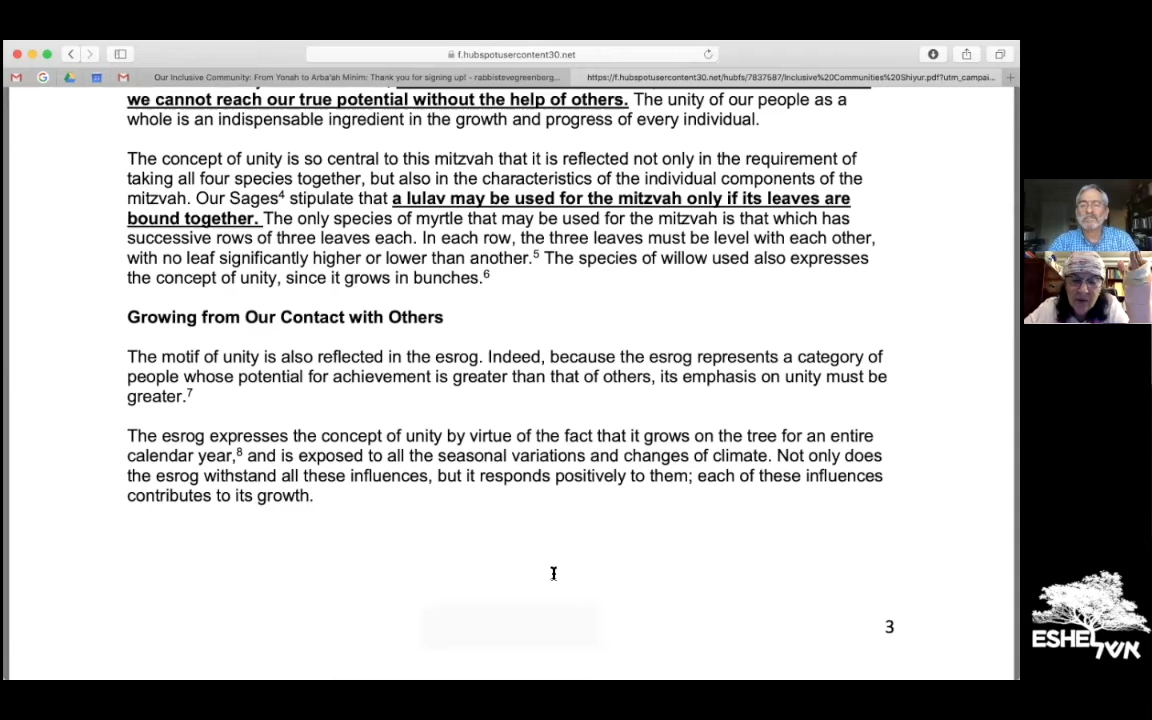 f.hubspotusercontent30.net
Our Inclusive Community: From Yonah to Arba'ah Minim: Thank you for signing up! - rabbistevegreenberg...
https://f.hubspotusercontent30.net/hubfs/7837687/Inclusive%20Communities%20Shiyur.pdf?utm_campai...
we cannot reach our true potential without the help of others. The unity of our people as a
whole is an indispensable ingredient in the growth and progress of every individual.
The concept of unity is so central to this mitzvah that it is reflected not only in the requirement of
taking all four species together, but also in the characteristics of the individual components of the
mitzvah. Our Sages4 stipulate that a lulav may be used for the mitzvah only if its leaves are
bound together. The only species of myrtle that may be used for the mitzvah is that which has
successive rows of three leaves each. In each row, the three leaves must be level with each other,
with no leaf significantly higher or lower than another.5 The species of willow used also expresses
the concept of unity, since it grows in bunches.6
Growing from Our Contact with Others
The motif of unity is also reflected in the esrog. Indeed, because the esrog represents a category of
people whose potential for achievement is greater than that of others, its emphasis on unity must be
greater.7
The esrog expresses the concept of unity by virtue of the fact that it grows on the tree for an entire
calendar year,8 and is exposed to all the seasonal variations and changes of climate. Not only does
the esrog withstand all these influences, but it responds positively to them; each of these influences
contributes to its growth.
3
ESHEL
אשל